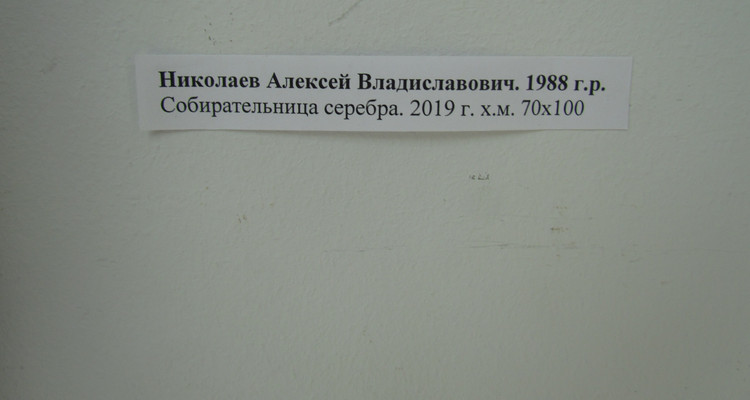 Николаев Алексей Владиславович. 1988 г.р.
Собирательница серебра. 2019 г. х.м. 70х100